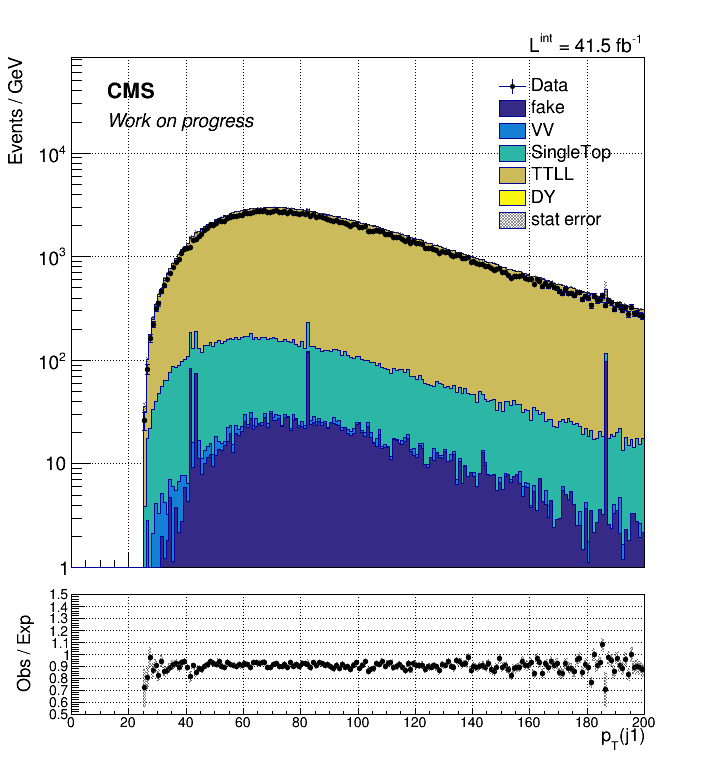 L^int = 41.5 fb^-1
Events / GeV
CMS
Work on progress
Data
fake
VV
SingleTop
TTLL
DY
stat error
10^4
10^3
10^2
10
1
Obs / Exp
1.5
1.4
1.3
1.2
1.1
1
0.9
0.8
0.7
0.6
0.5
0 20 40 60 80 100 120 140 160 180 200
p_T(j1)